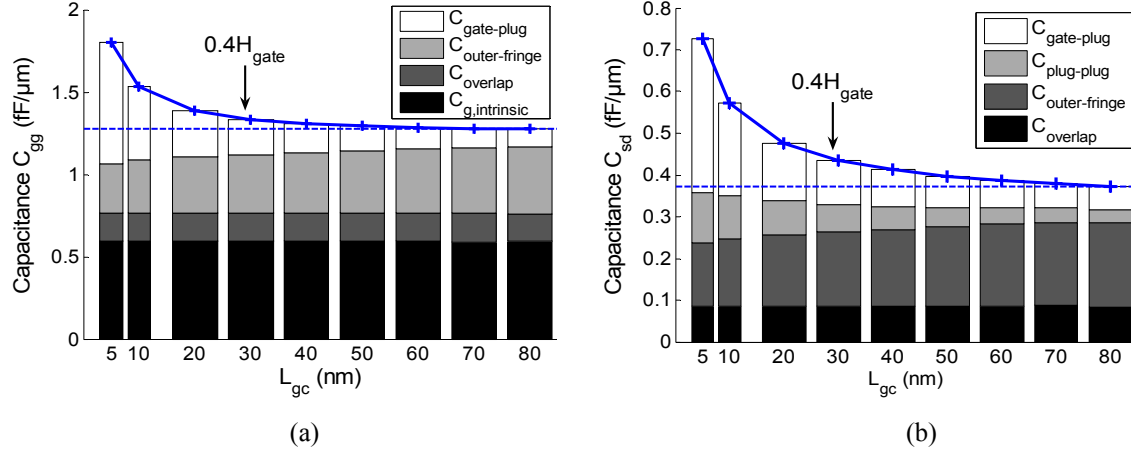 Capacitance C_gg (fF/μm)
2
1.5
1
0.5
0
C_gate-plug
C_outer-fringe
C_overlap
C_g,intrinsic
0.4H_gate
5 10 20 30 40 50 60 70 80
L_gc (nm)
(a)
Capacitance C_sd (fF/μm)
0.8
0.7
0.6
0.5
0.4
0.3
0.2
0.1
0
C_gate-plug
C_plug-plug
C_outer-fringe
C_overlap
0.4H_gate
5 10 20 30 40 50 60 70 80
L_gc (nm)
(b)